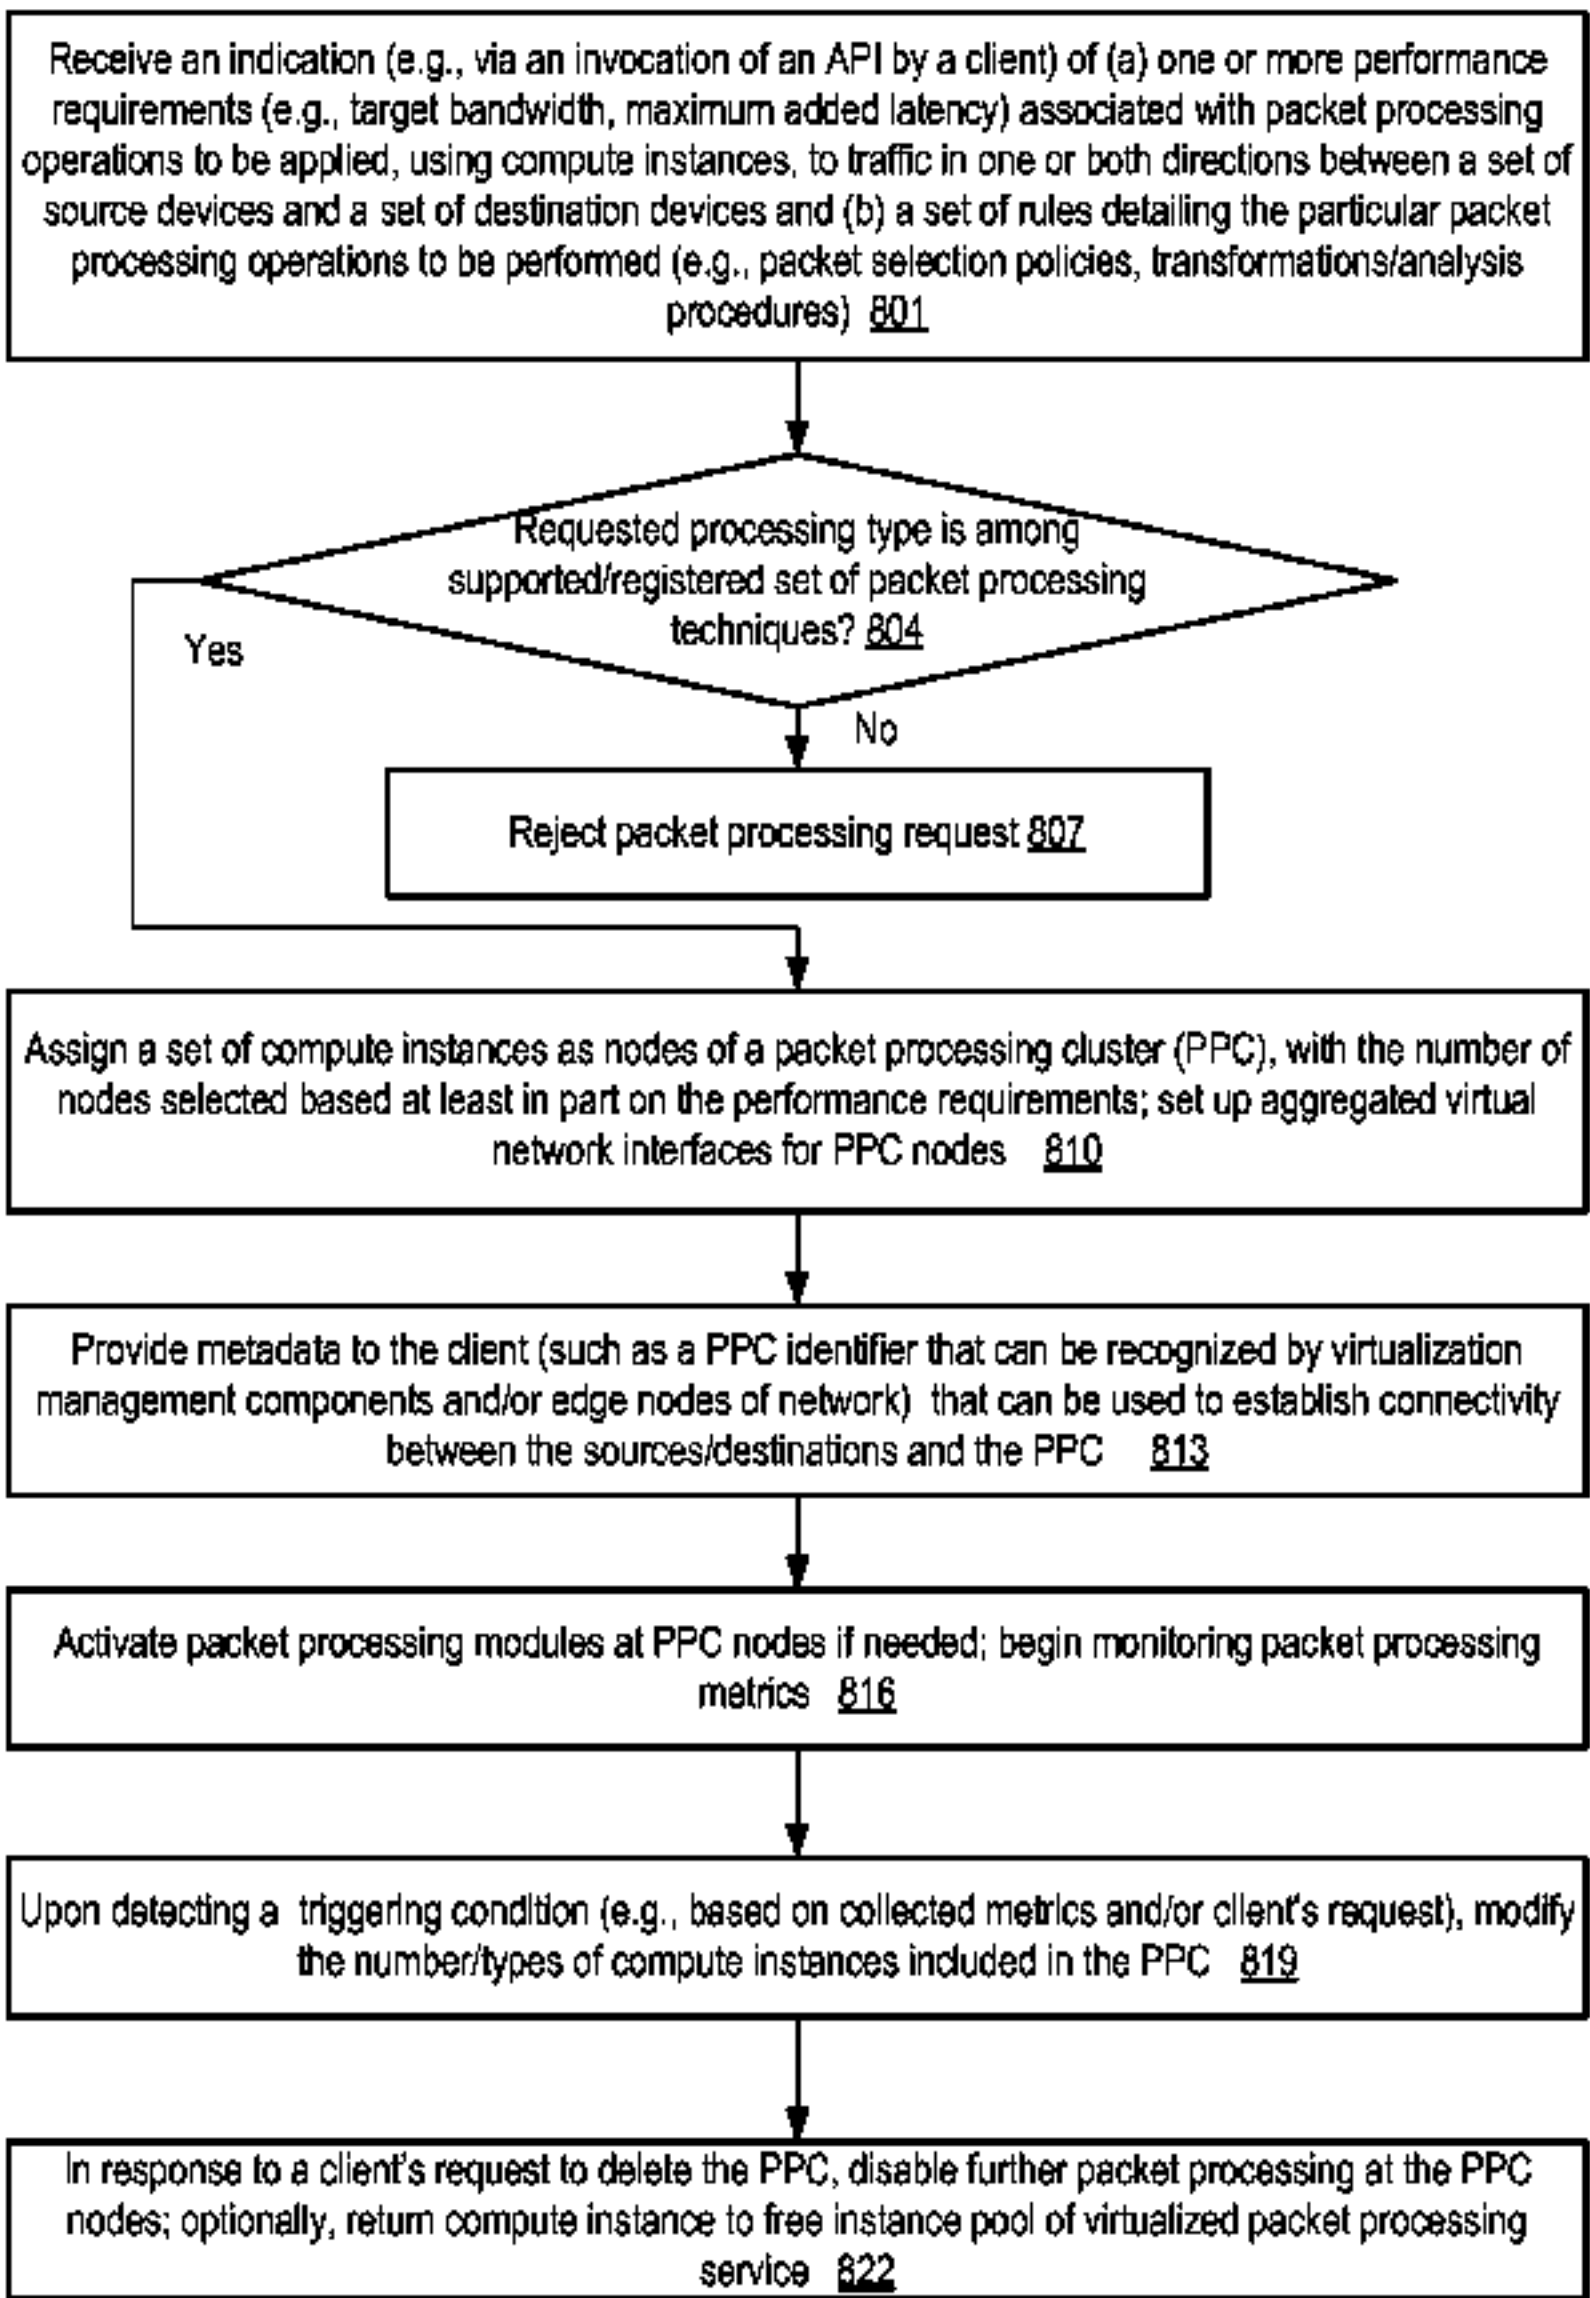 Receive an indication (e.g., via an invocation of an API by a client) of (a) one or more performance
requirements (e.g., target bandwidth, maximum added latency) associated with packet processing
operations to be applied, using compute instances, to traffic in one or both directions between a set of
source devices and a set of destination devices and (b) a set of rules detailing the particular packet
processing operations to be performed (e.g., packet selection policies, transformations/analysis
procedures) 801
Requested processing type is among
supported/registered set of packet processing
techniques? 804
Yes
No
Reject packet processing request 807
Assign a set of compute instances as nodes of a packet processing cluster (PPC), with the number of
nodes selected based at least in part on the performance requirements; set up aggregated virtual
network interfaces for PPC nodes 810
Provide metadata to the client (such as a PPC identifier that can be recognized by virtualization
management components and/or edge nodes of network) that can be used to establish connectivity
between the sources/destinations and the PPC 813
Activate packet processing modules at PPC nodes if needed; begin monitoring packet processing
metrics 816
Upon detecting a triggering condition (e.g., based on collected metrics and/or client's request), modify
the number/types of compute instances included in the PPC 819
In response to a client's request to delete the PPC, disable further packet processing at the PPC
nodes; optionally, return compute instance to free instance pool of virtualized packet processing
service 822